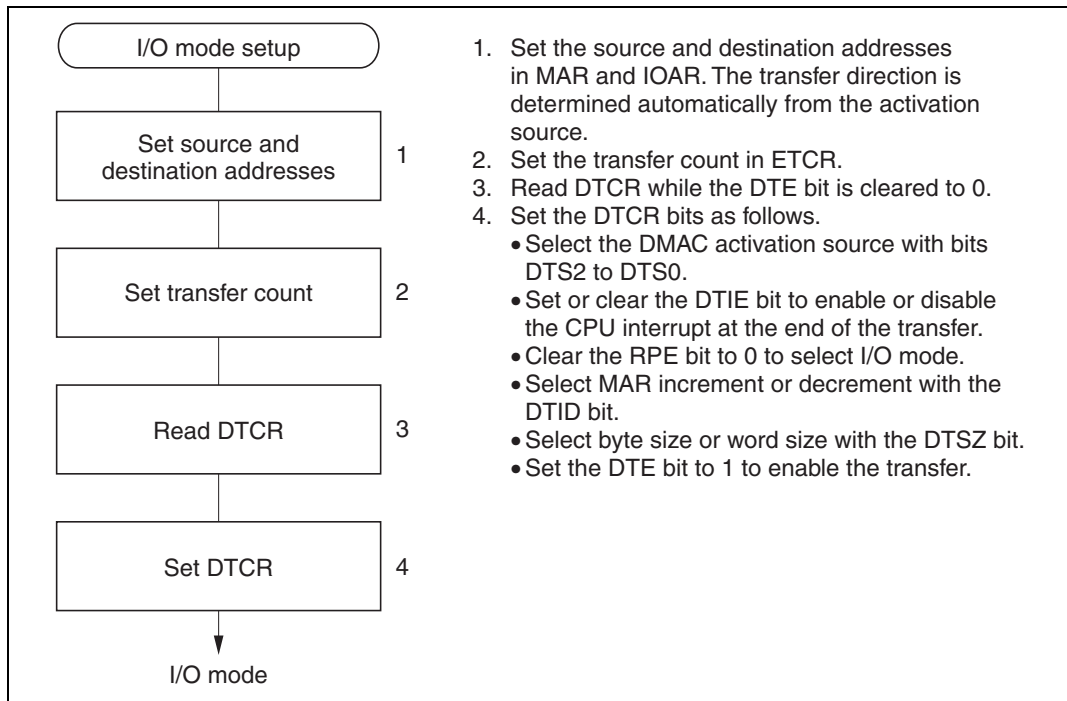 I/O mode setup
Set source and
destination addresses
1
Set transfer count
2
Read DTCR
3
Set DTCR
4
I/O mode
1. Set the source and destination addresses
in MAR and IOAR. The transfer direction is
determined automatically from the activation
source.
2. Set the transfer count in ETCR.
3. Read DTCR while the DTE bit is cleared to 0.
4. Set the DTCR bits as follows.
• Select the DMAC activation source with bits
DTS2 to DTS0.
• Set or clear the DTIE bit to enable or disable
the CPU interrupt at the end of the transfer.
• Clear the RPE bit to 0 to select I/O mode.
• Select MAR increment or decrement with the
DTID bit.
• Select byte size or word size with the DTSZ bit.
• Set the DTE bit to 1 to enable the transfer.